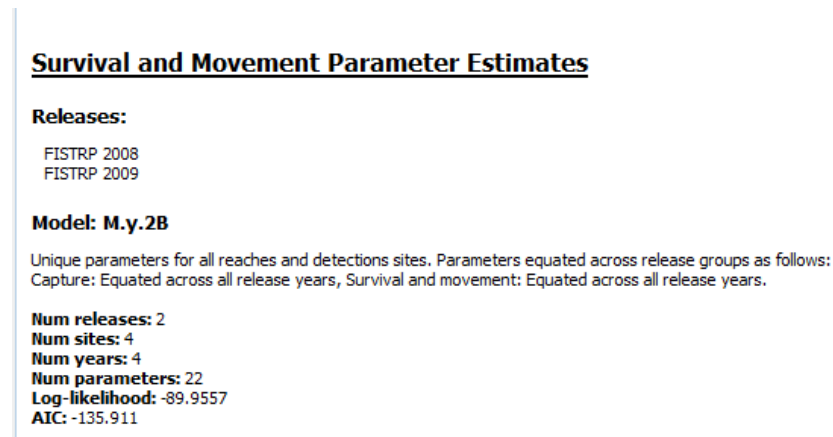 Survival and Movement Parameter Estimates
Releases:
FISTRP 2008
FISTRP 2009
Model: M.y.2B
Unique parameters for all reaches and detections sites. Parameters equated across release groups as follows:
Capture: Equated across all release years, Survival and movement: Equated across all release years.
Num releases: 2
Num sites: 4
Num years: 4
Num parameters: 22
Log-likelihood: -89.9557
AIC: -135.911